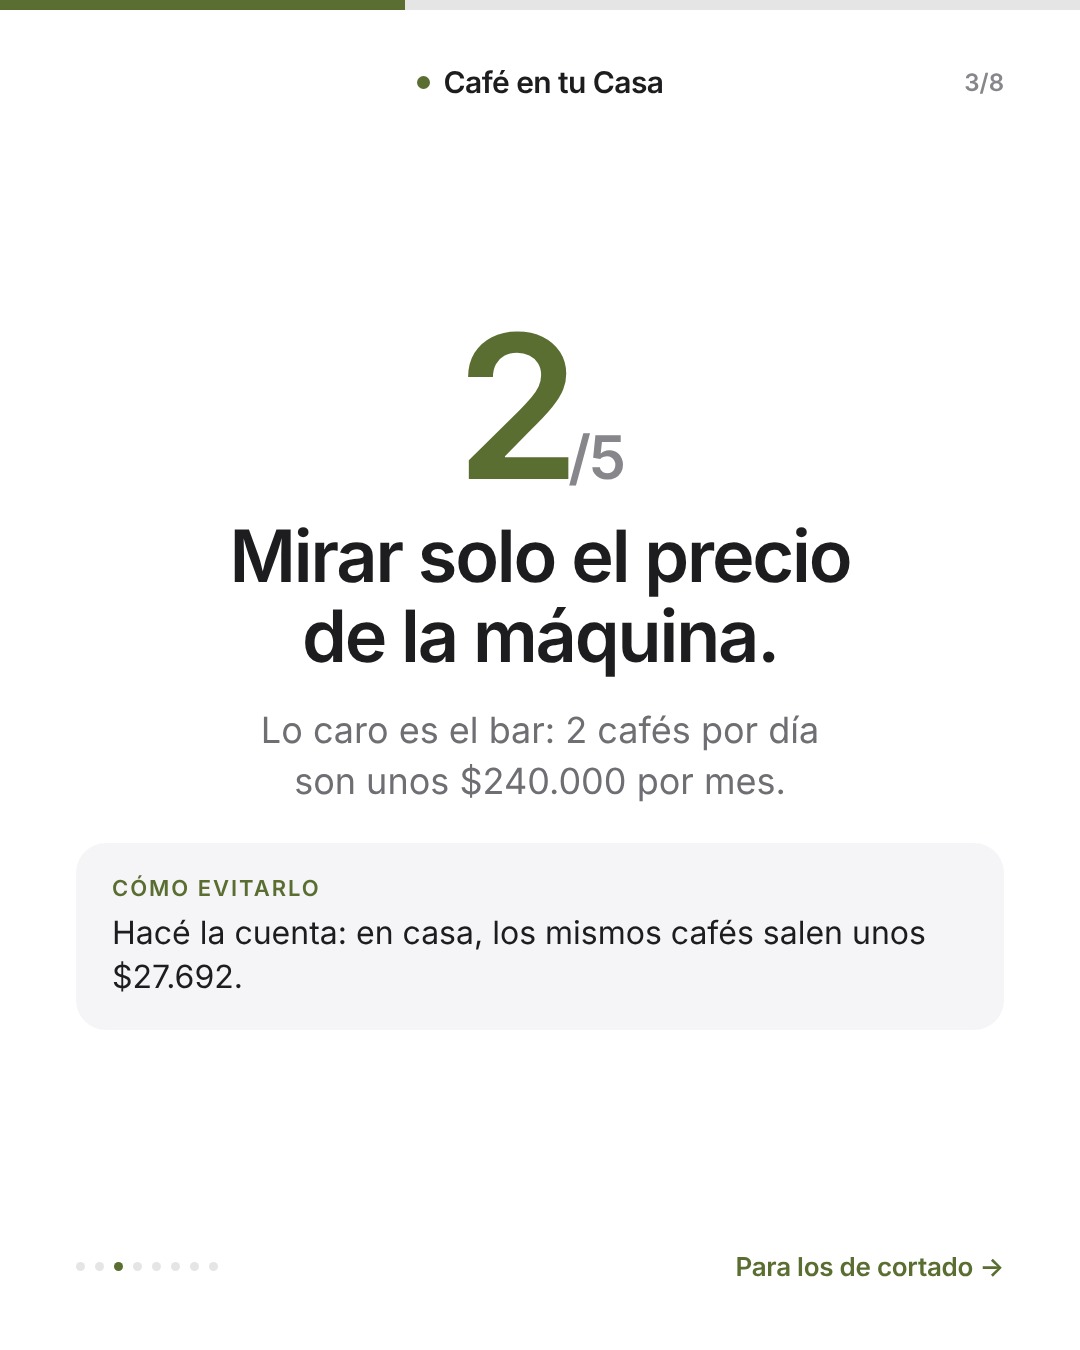 Café en tu Casa
3/8
2/5
Mirar solo el precio
de la máquina.
Lo caro es el bar: 2 cafés por día
son unos $240.000 por mes.
CÓMO EVITARLO
Hacé la cuenta: en casa, los mismos cafés salen unos
$27.692.
Para los de cortado →